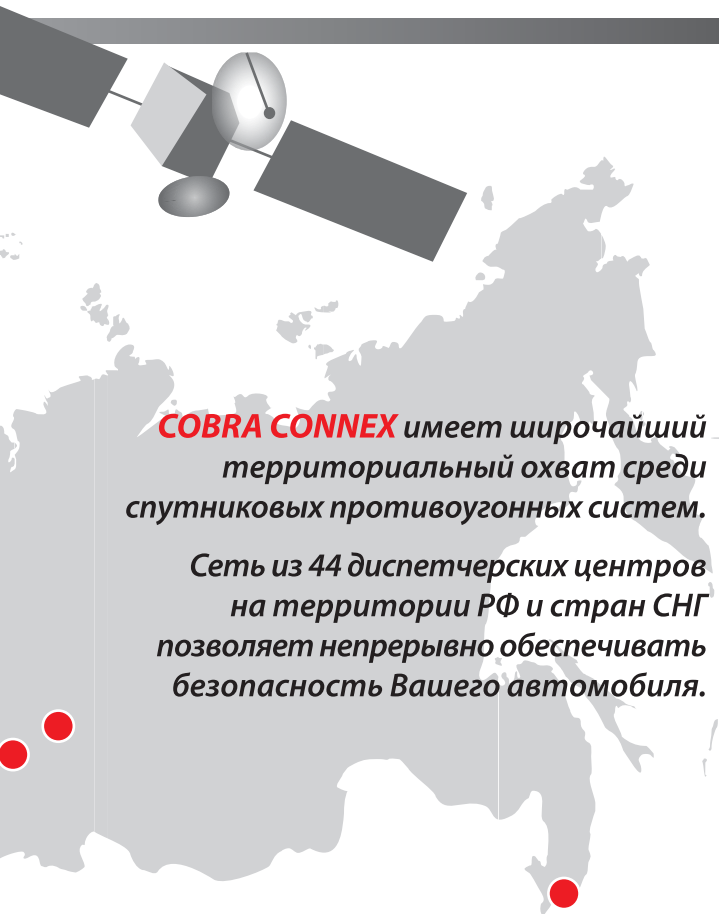 COBRA CONNEX имеет широчайший
территориальный охват среди
спутниковых противоугонных систем.
Сеть из 44 диспетчерских центров
на территории РФ и стран СНГ
позволяет непрерывно обеспечивать
безопасность Вашего автомобиля.